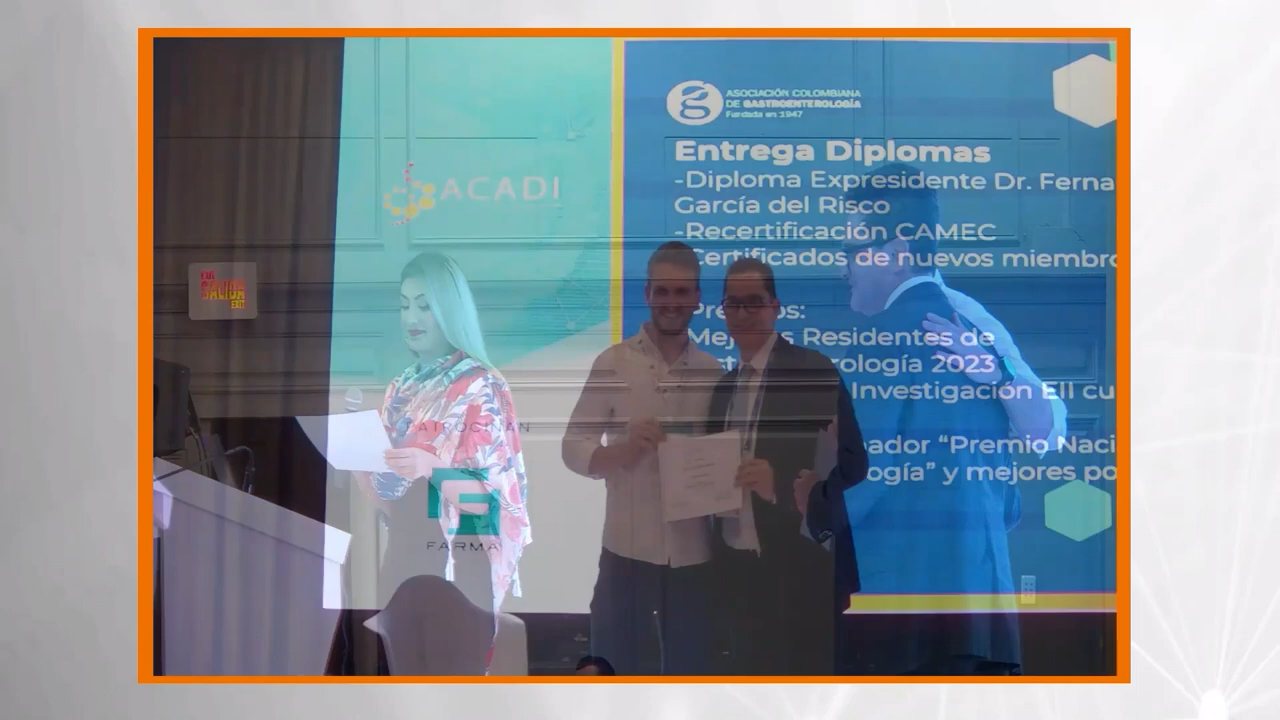 ASOCIACIÓN COLOMBIANA
DE GASTROENTEROLOGÍA
Fundada en 1947
Entrega Diplomas
-Diploma Expresidente Dr. Ferna
García del Risco
-Recertificación CAMEC
Certificados de nuevos miembro
Residentes de
rología 2023
Investigación EII cu
ador “Premio Naci
ogía” y mejores po
ACADI
SALIDA
EXIT
PATROCINAN
FARMA